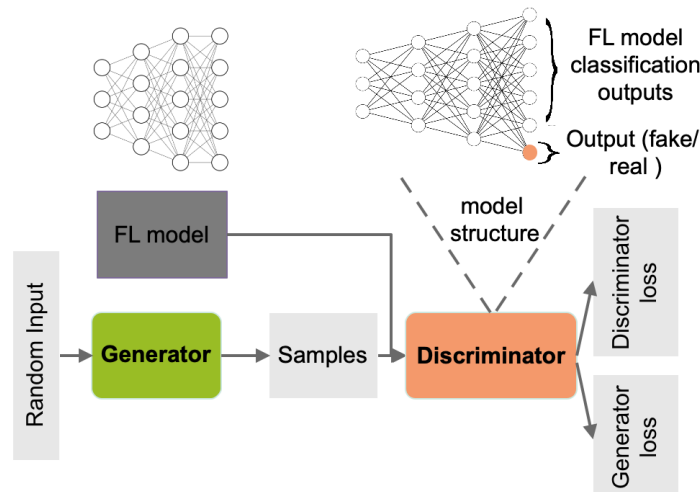 FL model
classification
outputs
Output (fake/
real )
model
structure
FL model
Random Input
Generator
Samples
Discriminator
Discriminator
loss
Generator
loss